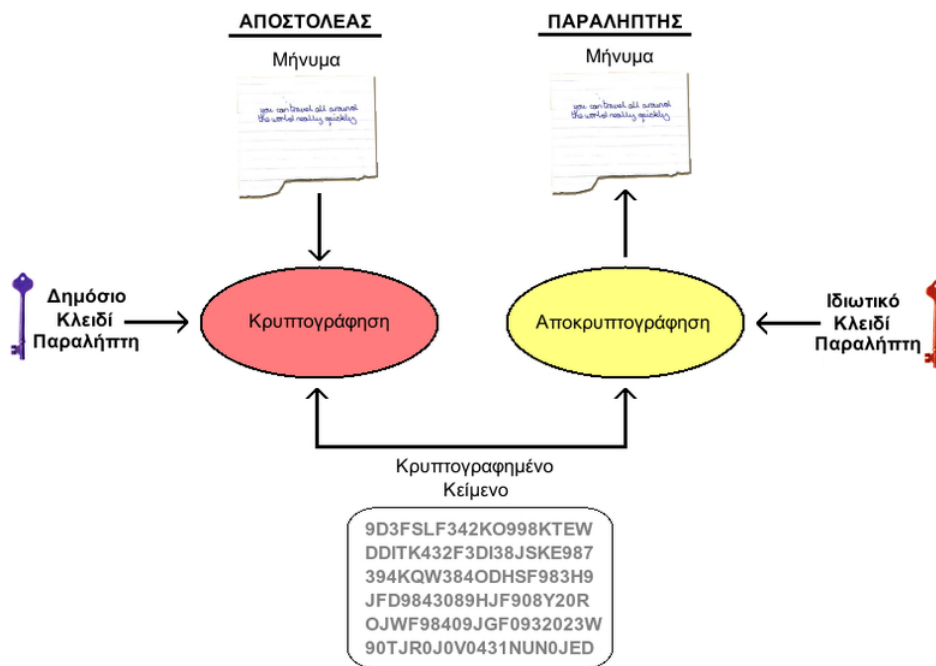 ΑΠΟΣΤΟΛΕΑΣ
Μήνυμα
you can travel all around
the world really quickly
ΠΑΡΑΛΗΠΤΗΣ
Μήνυμα
you can travel all around
the world really quickly
Δημόσιο
Κλειδί
Παραλήπτη
Κρυπτογράφηση
Αποκρυπτογράφηση
Ιδιωτικό
Κλειδί
Παραλήπτη
Κρυπτογραφημένο
Κείμενο
9D3FSLF342KO998KTEW
DDITK432F3DI38JSKE987
394KQW384ODHSF983H9
JFD9843089HJF908Y20R
OJWF98409JGF0932023W
90TJR0J0V0431NUN0JED